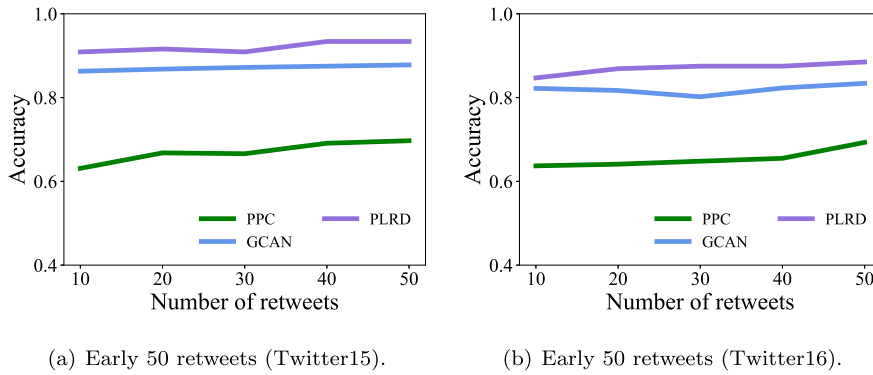 1.0
0.8
0.6
0.4
Accuracy
10 20 30 40 50
Number of retweets
PPC PLRD
GCAN
(a) Early 50 retweets (Twitter15).
1.0
0.8
0.6
0.4
Accuracy
10 20 30 40 50
Number of retweets
PPC PLRD
GCAN
(b) Early 50 retweets (Twitter16).